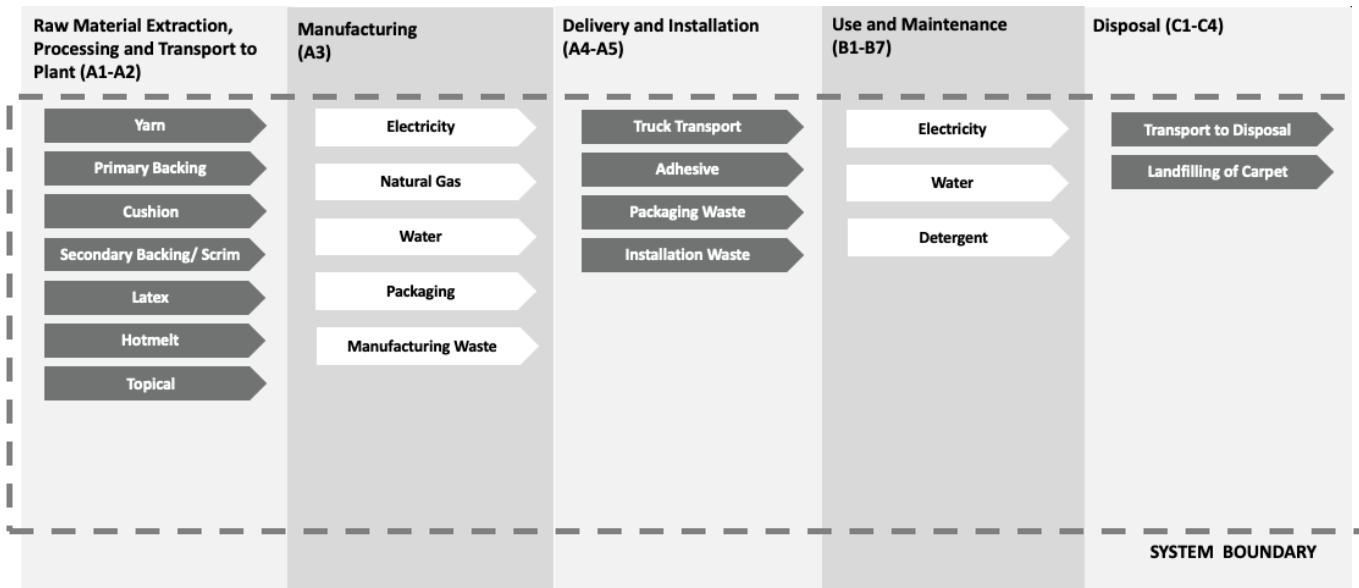 Raw Material Extraction,
Processing and Transport to
Plant (A1-A2)
Yarn
Primary Backing
Cushion
Secondary Backing/ Scrim
Latex
Hotmelt
Topical
Manufacturing
(A3)
Electricity
Natural Gas
Water
Packaging
Manufacturing Waste
Delivery and Installation
(A4-A5)
Truck Transport
Adhesive
Packaging Waste
Installation Waste
Use and Maintenance
(B1-B7)
Electricity
Water
Detergent
Disposal (C1-C4)
Transport to Disposal
Landfilling of Carpet
SYSTEM BOUNDARY